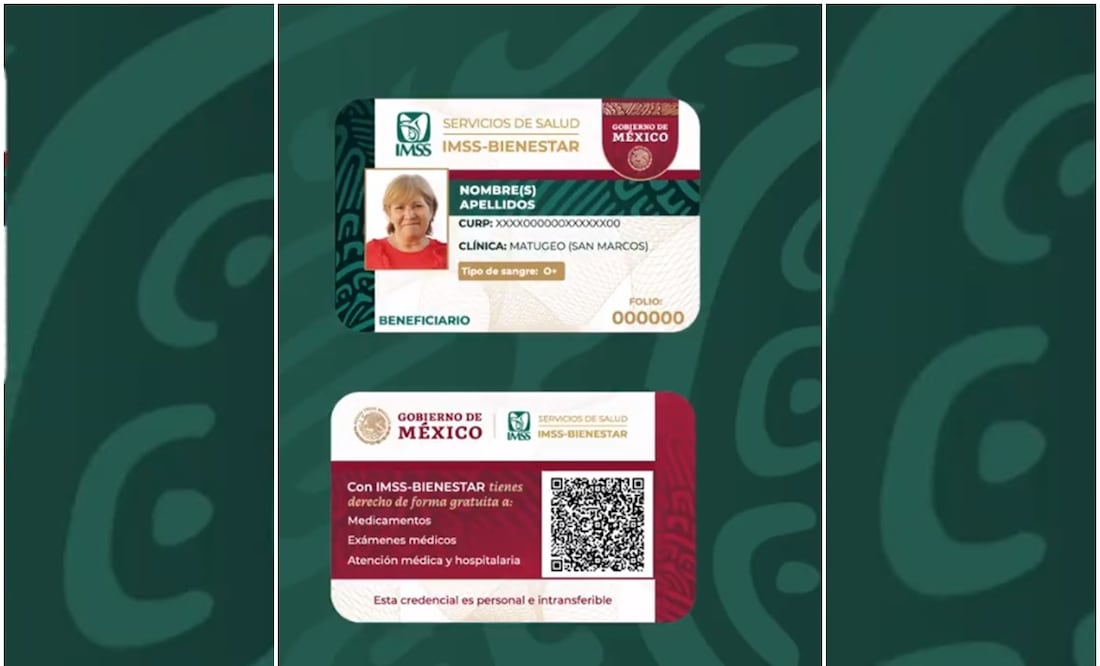 IMSS
SERVICIOS DE SALUD
IMSS-BIENESTAR
GOBIERNO DE
MÉXICO
NOMBRE(S)
APELLIDOS
CURP: XXXX000000XXXXXX00
CLÍNICA: MATUGEO (SAN MARCOS)
Tipo de sangre: O+
BENEFICIARIO
FOLIO:
000000
GOBIERNO DE
MÉXICO
IMSS
SERVICIOS DE SALUD
IMSS-BIENESTAR
Con IMSS-BIENESTAR tienes
derecho de forma gratuita a:
Medicamentos
Exámenes médicos
Atención médica y hospitalaria
Esta credencial es personal e intransferible